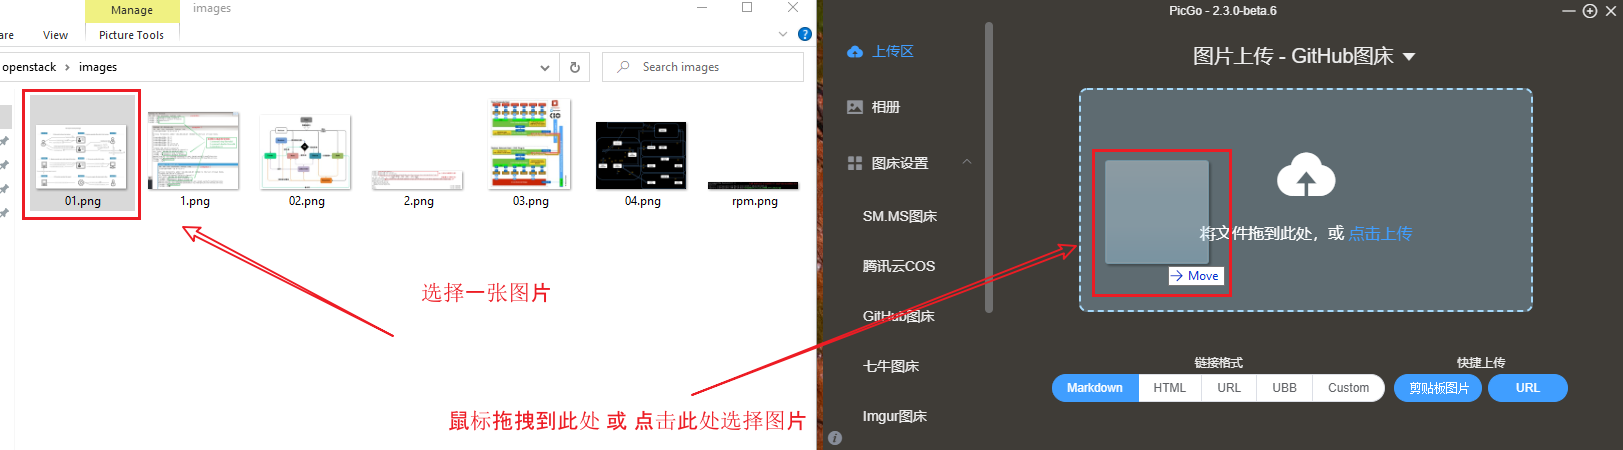 Manage
images
are
View
Picture Tools
openstack
images
Search images
01.png
1.png
02.png
2.png
03.png
04.png
rpm.png
选择一张图片
鼠标拖拽到此处 或 点击此处选择图片
PicGo - 2.3.0-beta.6
上传区
相册
图床设置
SM.MS图床
腾讯云COS
GitHub图床
七牛图床
Imgur图床
图片上传 - GitHub图床
将文件拖到此处，或 点击上传
Move
链接格式
Markdown
HTML
URL
UBB
Custom
快捷上传
剪贴板图片
URL